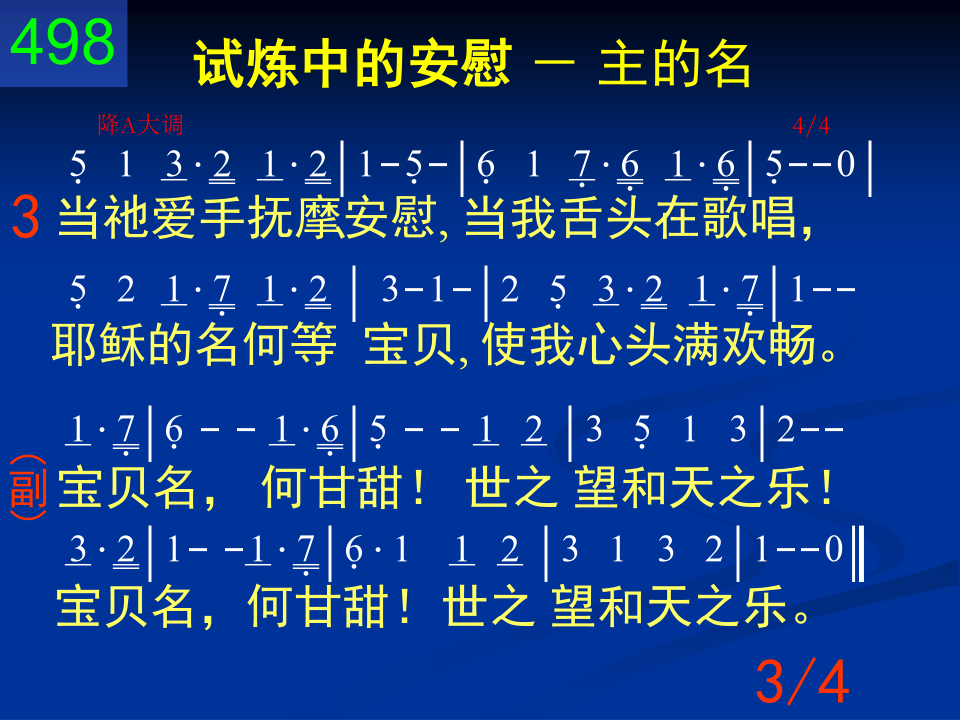 498
试炼中的安慰 － 主的名
降A大调 4/4
5̣ 1 3·2 1·2|1-5̣-|6̣ 1 7̣·6̣ 1·6̣|5̣--0|
3 当祂爱手抚摩安慰, 当我舌头在歌唱，
5̣ 2 1·7̣ 1·2| 3-1-|2 5̣ 3·2 1·7̣|1--
耶稣的名何等 宝贝, 使我心头满欢畅。
1·7̣|6̣ - - 1·6̣|5̣ - - 1 2 |3 5̣ 1 3|2--
（副） 宝贝名， 何甘甜！ 世之 望和天之乐！
3·2|1- -1·7̣|6̣·1 1 2 |3 1 3 2|1--0‖
宝贝名，何甘甜！世之 望和天之乐。
3/4